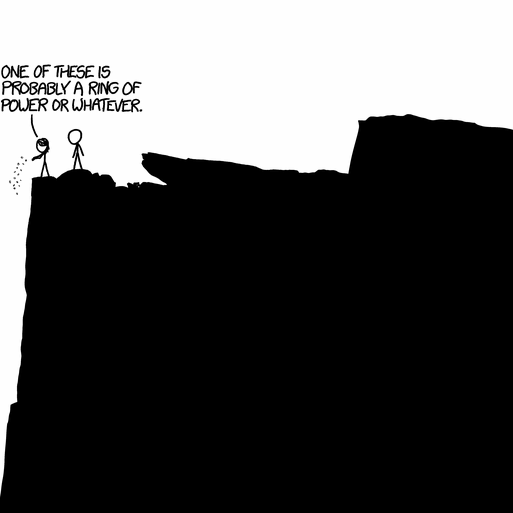 ONE OF THESE IS
PROBABLY A RING OF
POWER OR WHATEVER.